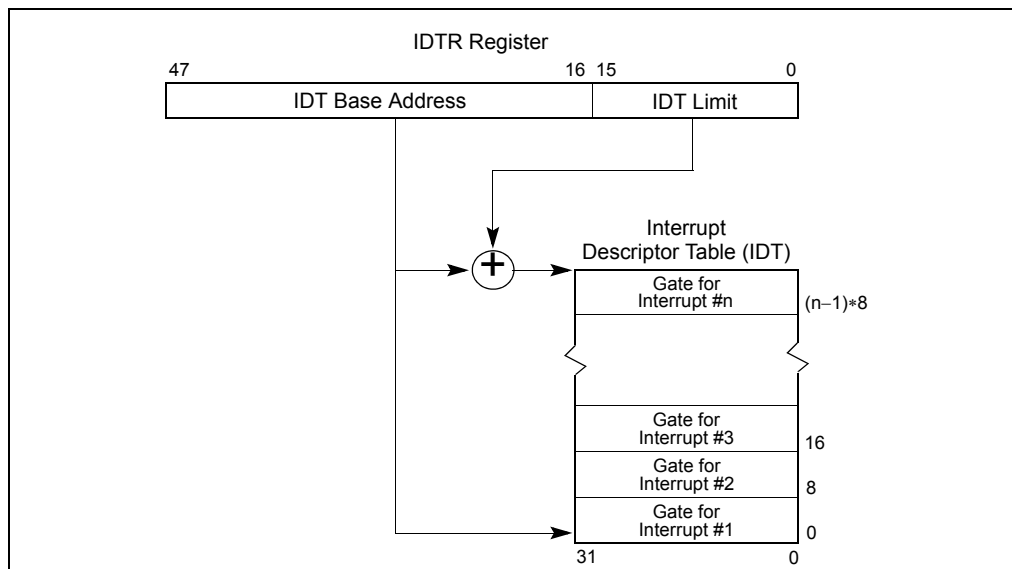 IDTR Register
47 16 15 0
IDT Base Address IDT Limit
+
Interrupt
Descriptor Table (IDT)
Gate for
Interrupt #n
(n−1)∗8
Gate for
Interrupt #3
16
Gate for
Interrupt #2
8
Gate for
Interrupt #1
0
31 0